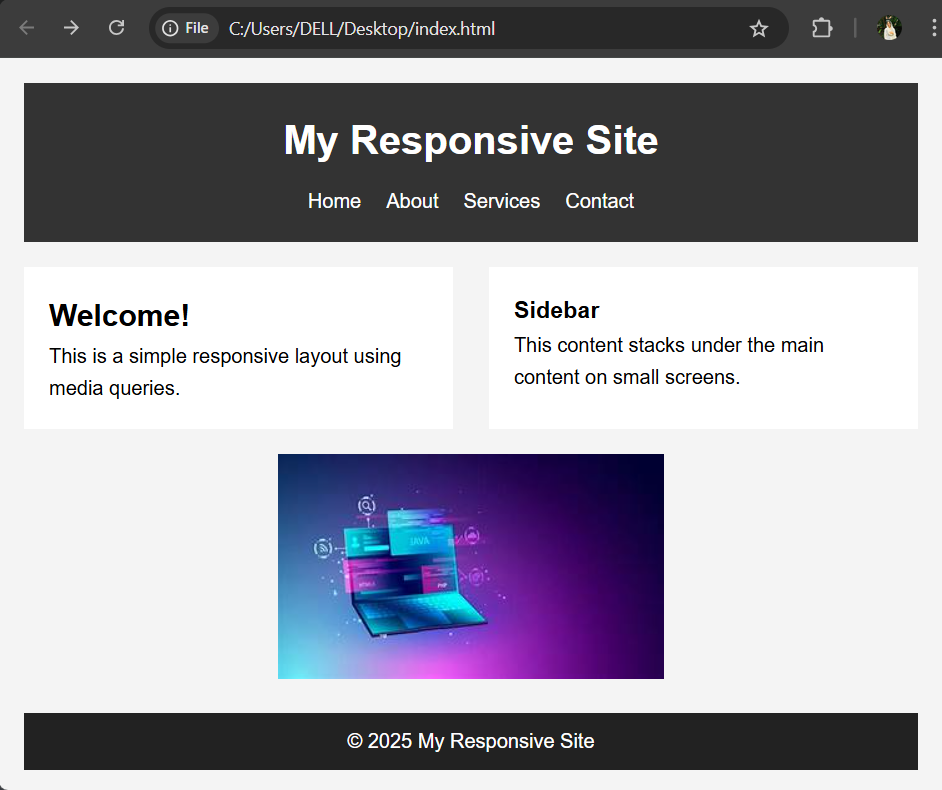 File C:/Users/DELL/Desktop/index.html
My Responsive Site
Home About Services Contact
Welcome!
This is a simple responsive layout using
media queries.
Sidebar
This content stacks under the main
content on small screens.
JAVA
PHP
© 2025 My Responsive Site